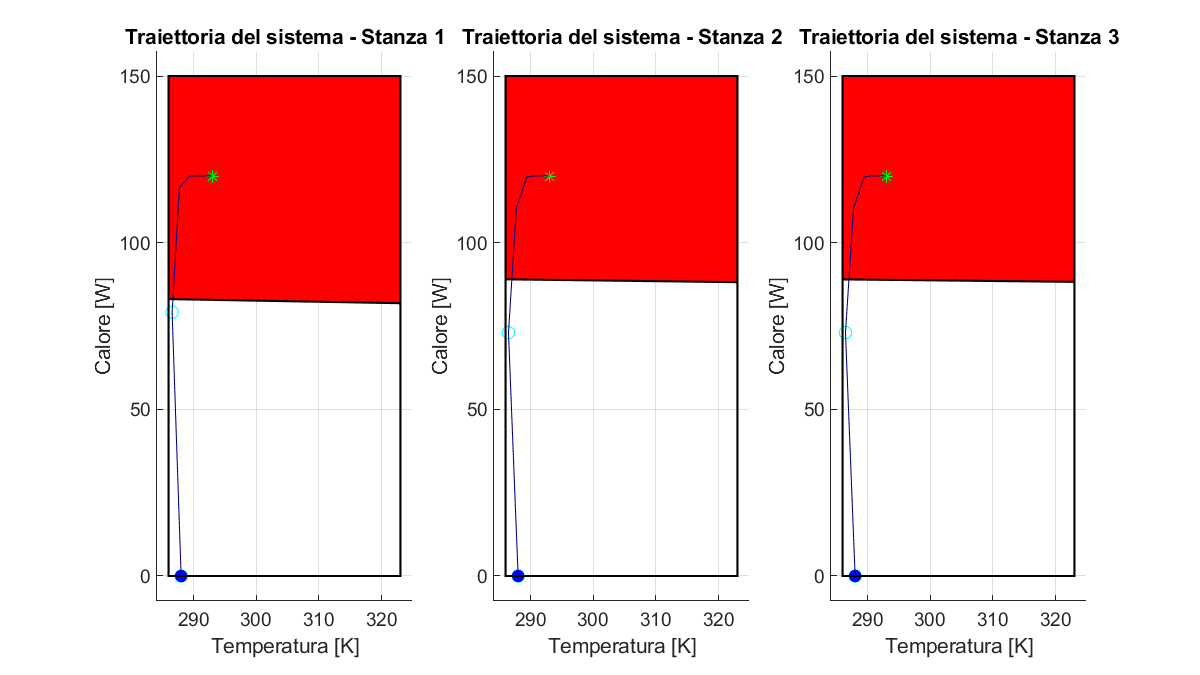 Traiettoria del sistema - Stanza 1
150
100
50
0
290 300 310 320
Temperatura [K]
Calore [W]
Traiettoria del sistema - Stanza 2
150
100
50
0
290 300 310 320
Temperatura [K]
Calore [W]
Traiettoria del sistema - Stanza 3
150
100
50
0
290 300 310 320
Temperatura [K]
Calore [W]